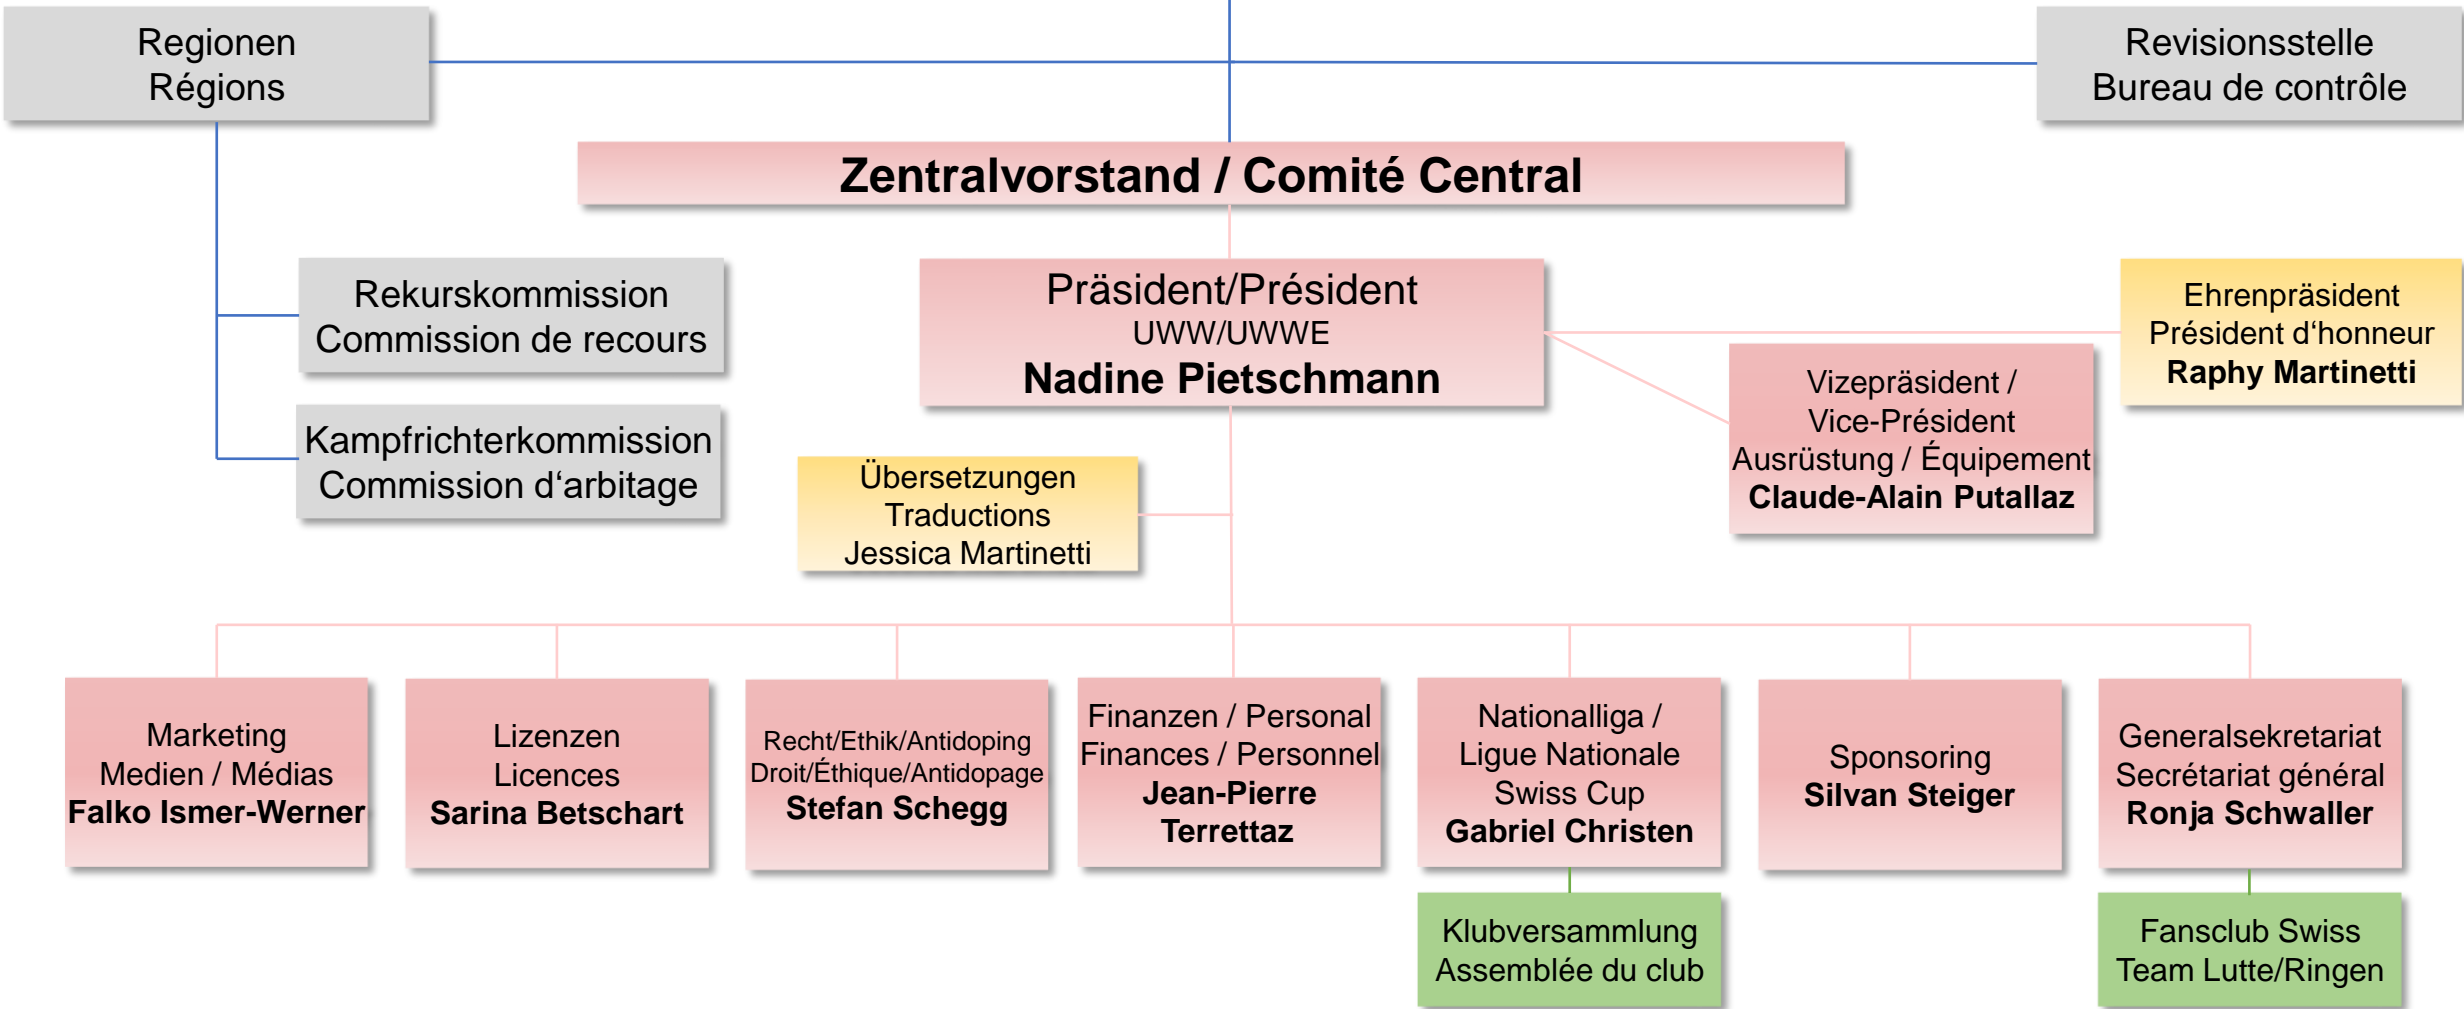 Regionen
Régions
Revisionsstelle
Bureau de contrôle
Zentralvorstand / Comité Central
Rekurskommission
Commission de recours
Präsident/Président
UWW/UWWE
Nadine Pietschmann
Ehrenpräsident
Président d‘honneur
Raphy Martinetti
Vizepräsident /
Vice-Président
Ausrüstung / Équipement
Claude-Alain Putallaz
Kampfrichterkommission
Commission d‘arbitage
Übersetzungen
Traductions
Jessica Martinetti
Marketing
Medien / Médias
Falko Ismer-Werner
Lizenzen
Licences
Sarina Betschart
Recht/Ethik/Antidoping
Droit/Éthique/Antidopage
Stefan Schegg
Finanzen / Personal
Finances / Personnel
Jean-Pierre
Terrettaz
Nationalliga /
Ligue Nationale
Swiss Cup
Gabriel Christen
Sponsoring
Silvan Steiger
Generalsekretariat
Secrétariat général
Ronja Schwaller
Klubversammlung
Assemblée du club
Fansclub Swiss
Team Lutte/Ringen